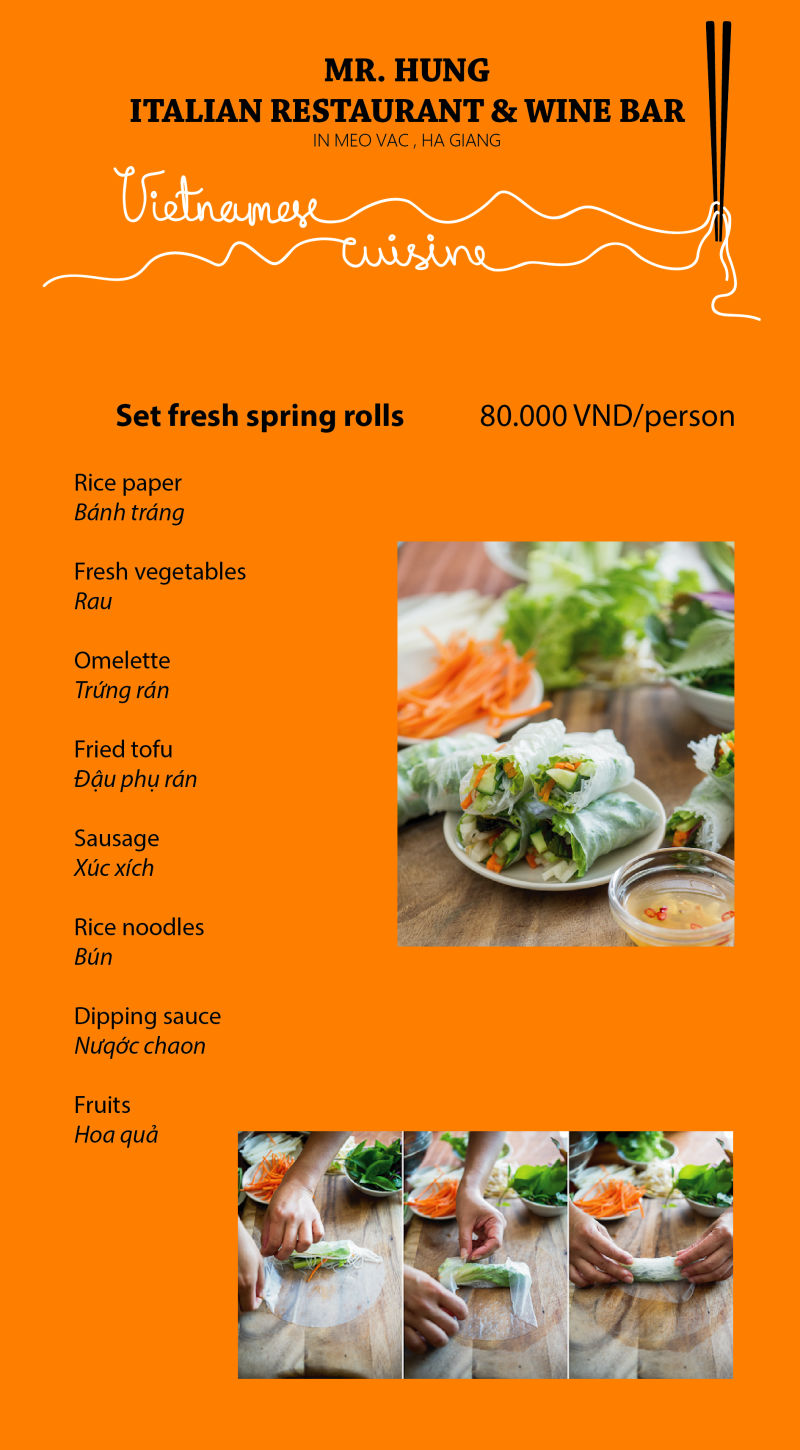 MR. HUNG
ITALIAN RESTAURANT & WINE BAR
IN MEO VAC , HA GIANG
Vietnamese
cuisine
Set fresh spring rolls 80.000 VND/person
Rice paper
Bánh tráng
Fresh vegetables
Rau
Omelette
Trứng rán
Fried tofu
Đậu phụ rán
Sausage
Xúc xích
Rice noodles
Bún
Dipping sauce
Nưqớc chaon
Fruits
Hoa quả